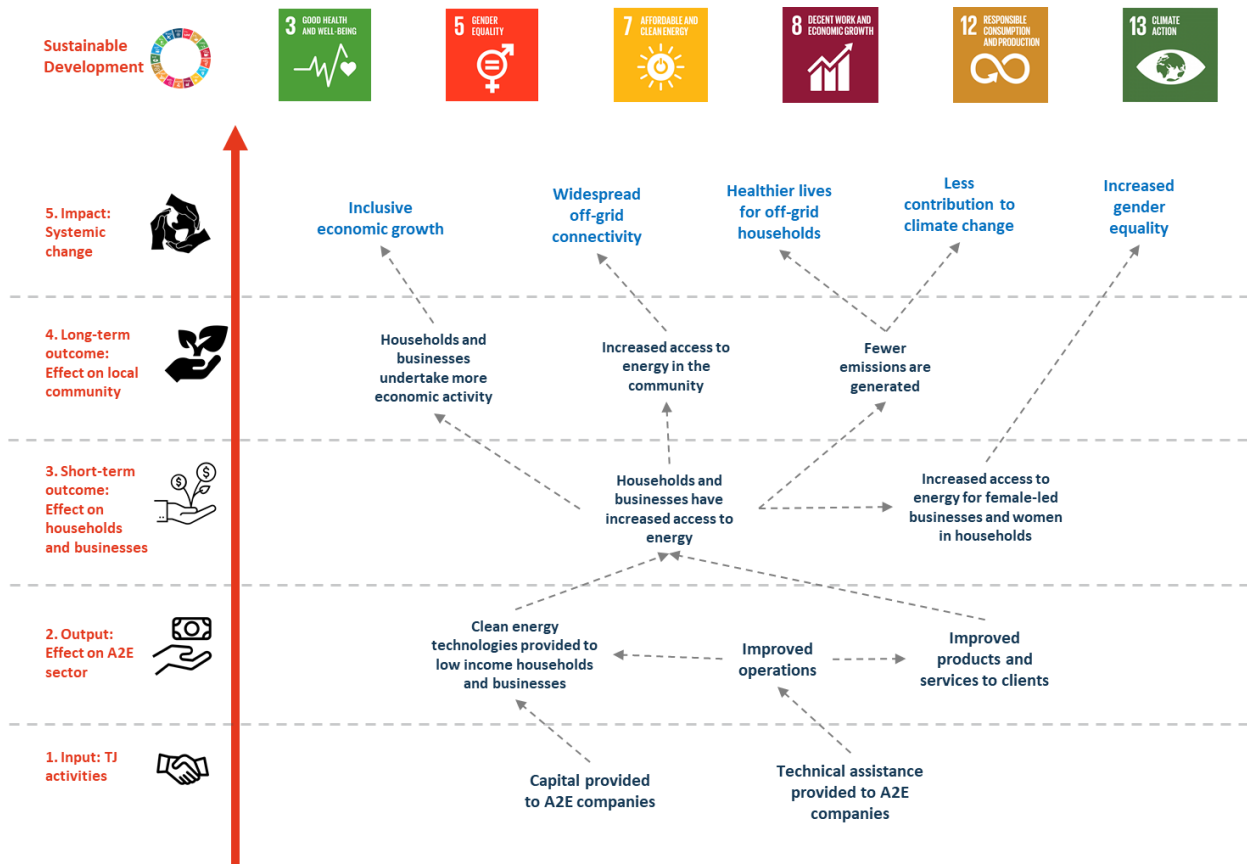 Sustainable
Development
3 GOOD HEALTH
AND WELL-BEING
5 GENDER
EQUALITY
7 AFFORDABLE AND
CLEAN ENERGY
8 DECENT WORK AND
ECONOMIC GROWTH
12 RESPONSIBLE
CONSUMPTION
AND PRODUCTION
13 CLIMATE
ACTION
5. Impact:
Systemic
change
Inclusive
economic growth
Widespread
off-grid
connectivity
Healthier lives
for off-grid
households
Less
contribution to
climate change
Increased
gender
equality
4. Long-term
outcome:
Effect on local
community
Households and
businesses
undertake more
economic activity
Increased access to
energy in the
community
Fewer
emissions are
generated
3. Short-term
outcome:
Effect on
households
and businesses
$
$
Households and
businesses have
increased access to
energy
Increased access to
energy for female-led
businesses and women
in households
2. Output:
Effect on A2E
sector
Clean energy
technologies provided to
low income households
and businesses
Improved
operations
Improved
products and
services to clients
1. Input: TJ
activities
Capital provided
to A2E companies
Technical assistance
provided to A2E
companies